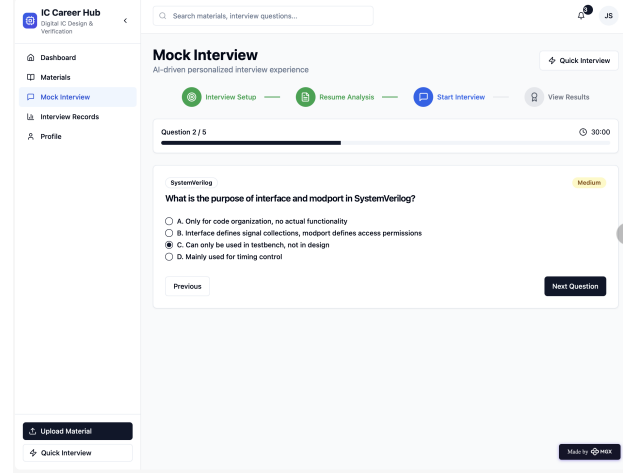 IC Career Hub
Digital IC Design &
Verification
Dashboard
Materials
Mock Interview
Interview Records
Profile
Upload Material
Quick Interview
Search materials, interview questions...
3
JS
Mock Interview
AI-driven personalized interview experience
Quick Interview
Interview Setup
Resume Analysis
Start Interview
View Results
Question 2 / 5
30:00
SystemVerilog
Medium
What is the purpose of interface and modport in SystemVerilog?
A. Only for code organization, no actual functionality
B. Interface defines signal collections, modport defines access permissions
C. Can only be used in testbench, not in design
D. Mainly used for timing control
Previous
Next Question
Made by MGX